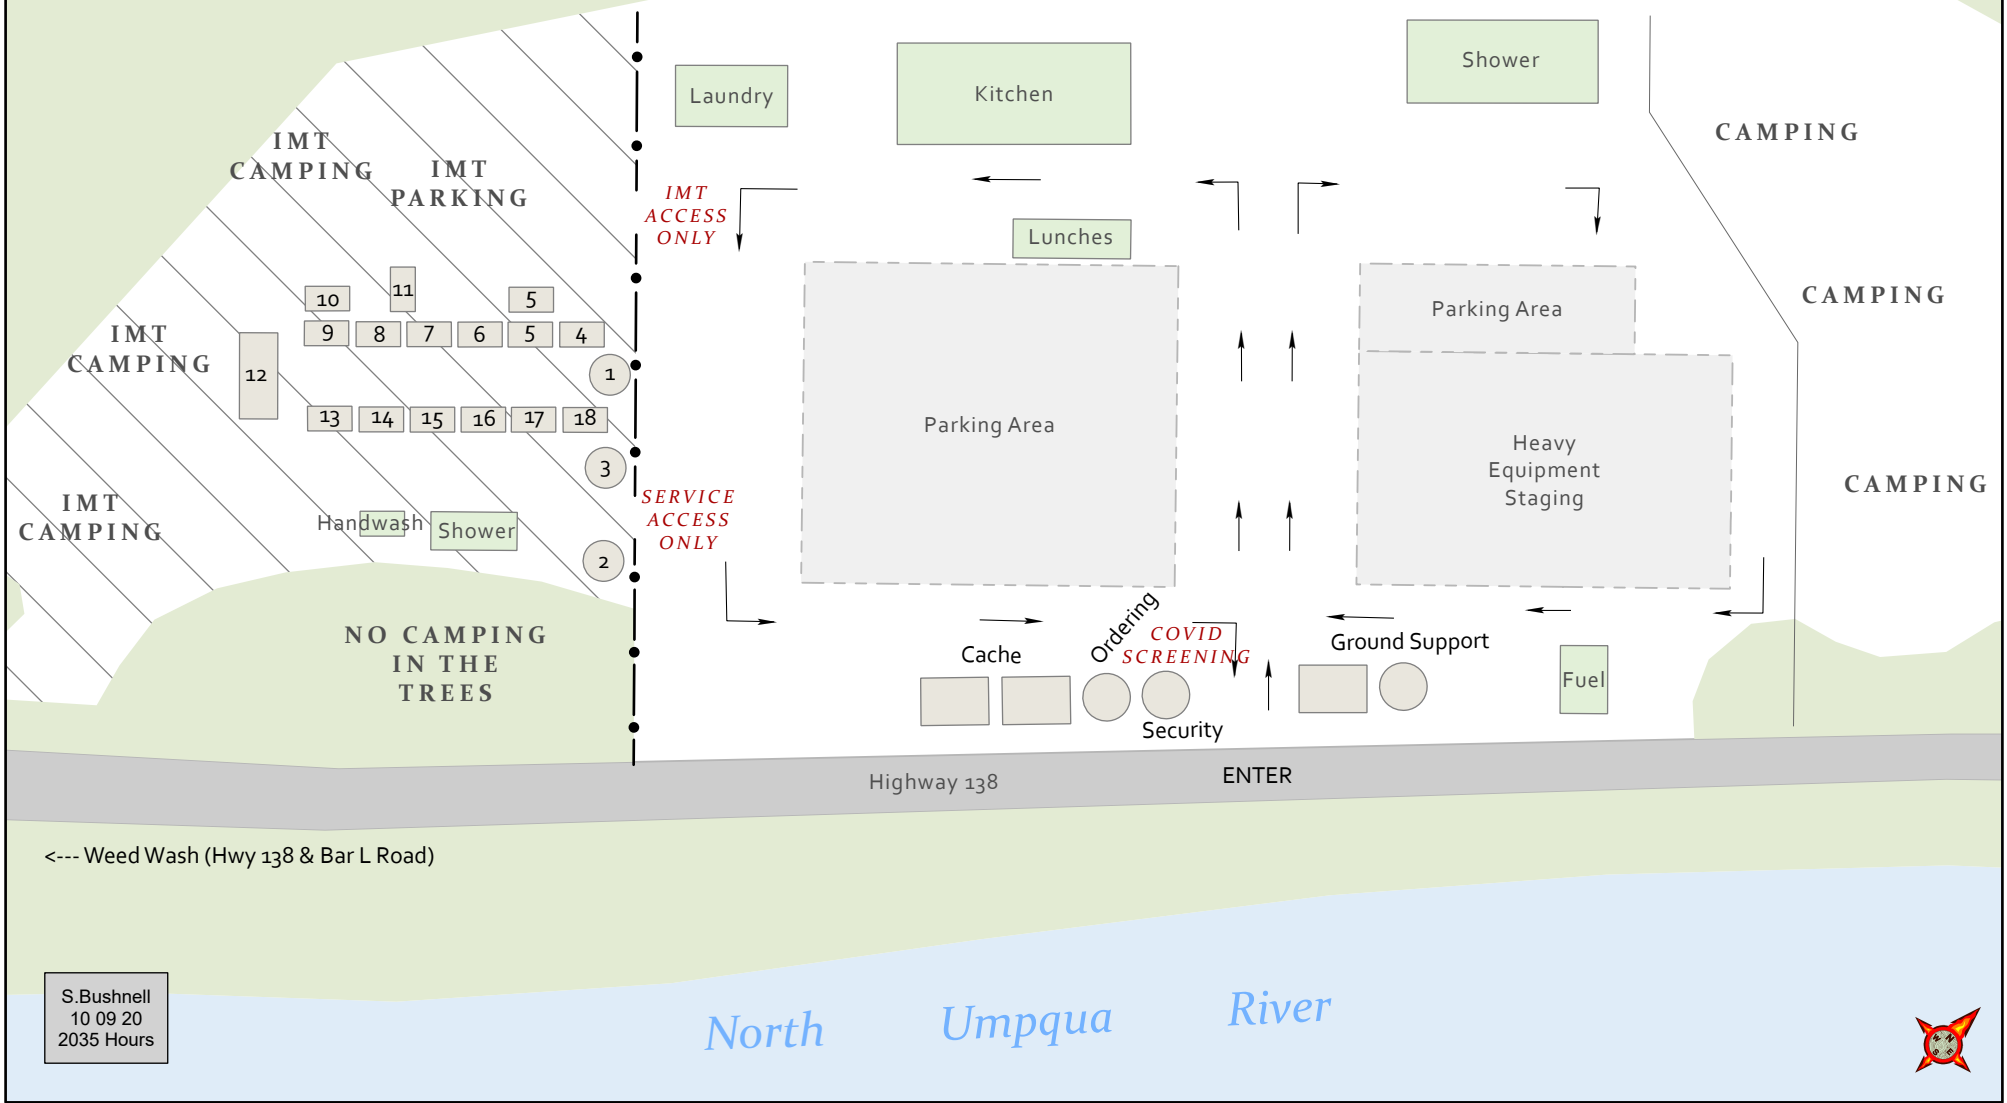 Shower
Kitchen
Laundry
CAMPING
IMT
CAMPING
IMT
PARKING
IMT
ACCESS
ONLY
Lunches
10
11
5
9
8
7
6
5
4
Parking Area
CAMPING
IMT
CAMPING
12
1
13
14
15
16
17
18
3
Parking Area
Heavy
Equipment
Staging
CAMPING
IMT
CAMPING
Handwash
Shower
2
SERVICE
ACCESS
ONLY
NO CAMPING
IN THE
TREES
Cache
Ordering
COVID
SCREENING
Security
Ground Support
Fuel
Highway 138
ENTER
<--- Weed Wash (Hwy 138 & Bar L Road)
North Umpqua River
S.Bushnell
10 09 20
2035 Hours
N
E
S
W